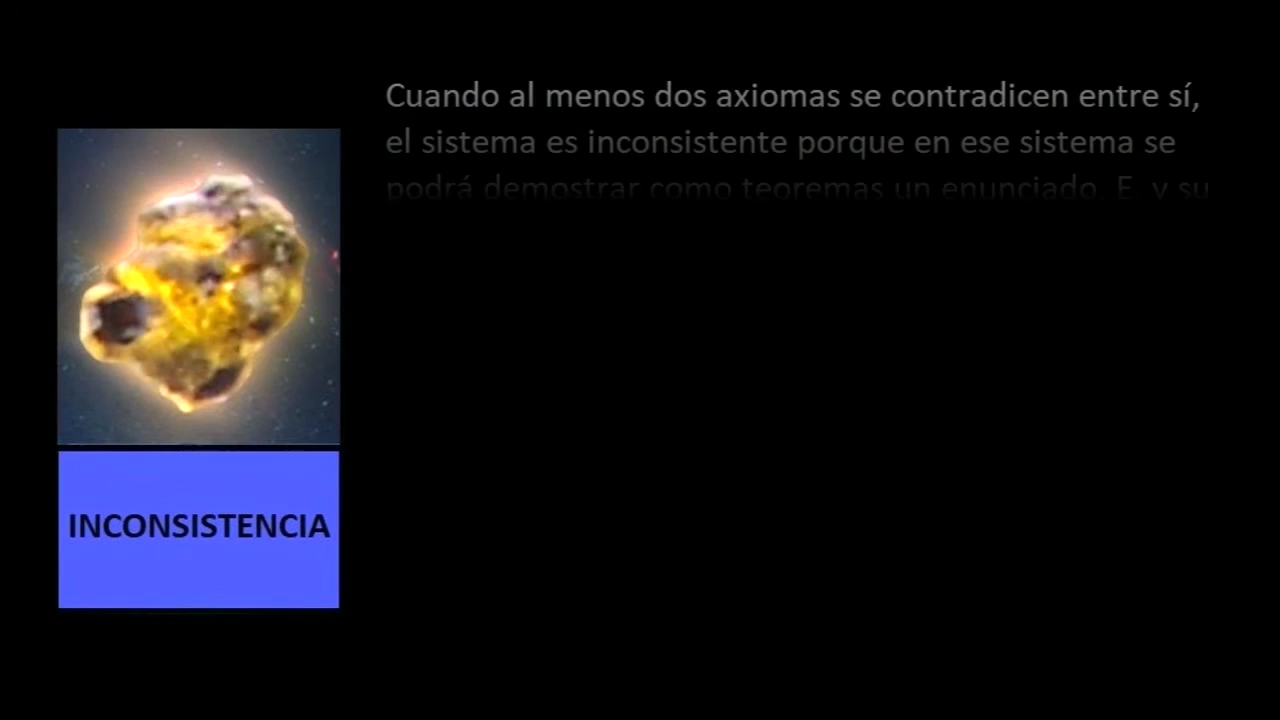 Cuando al menos dos axiomas se contradicen entre sí,
el sistema es inconsistente porque en ese sistema se
podrá demostrar como teoremas un enunciado, E, y su
INCONSISTENCIA